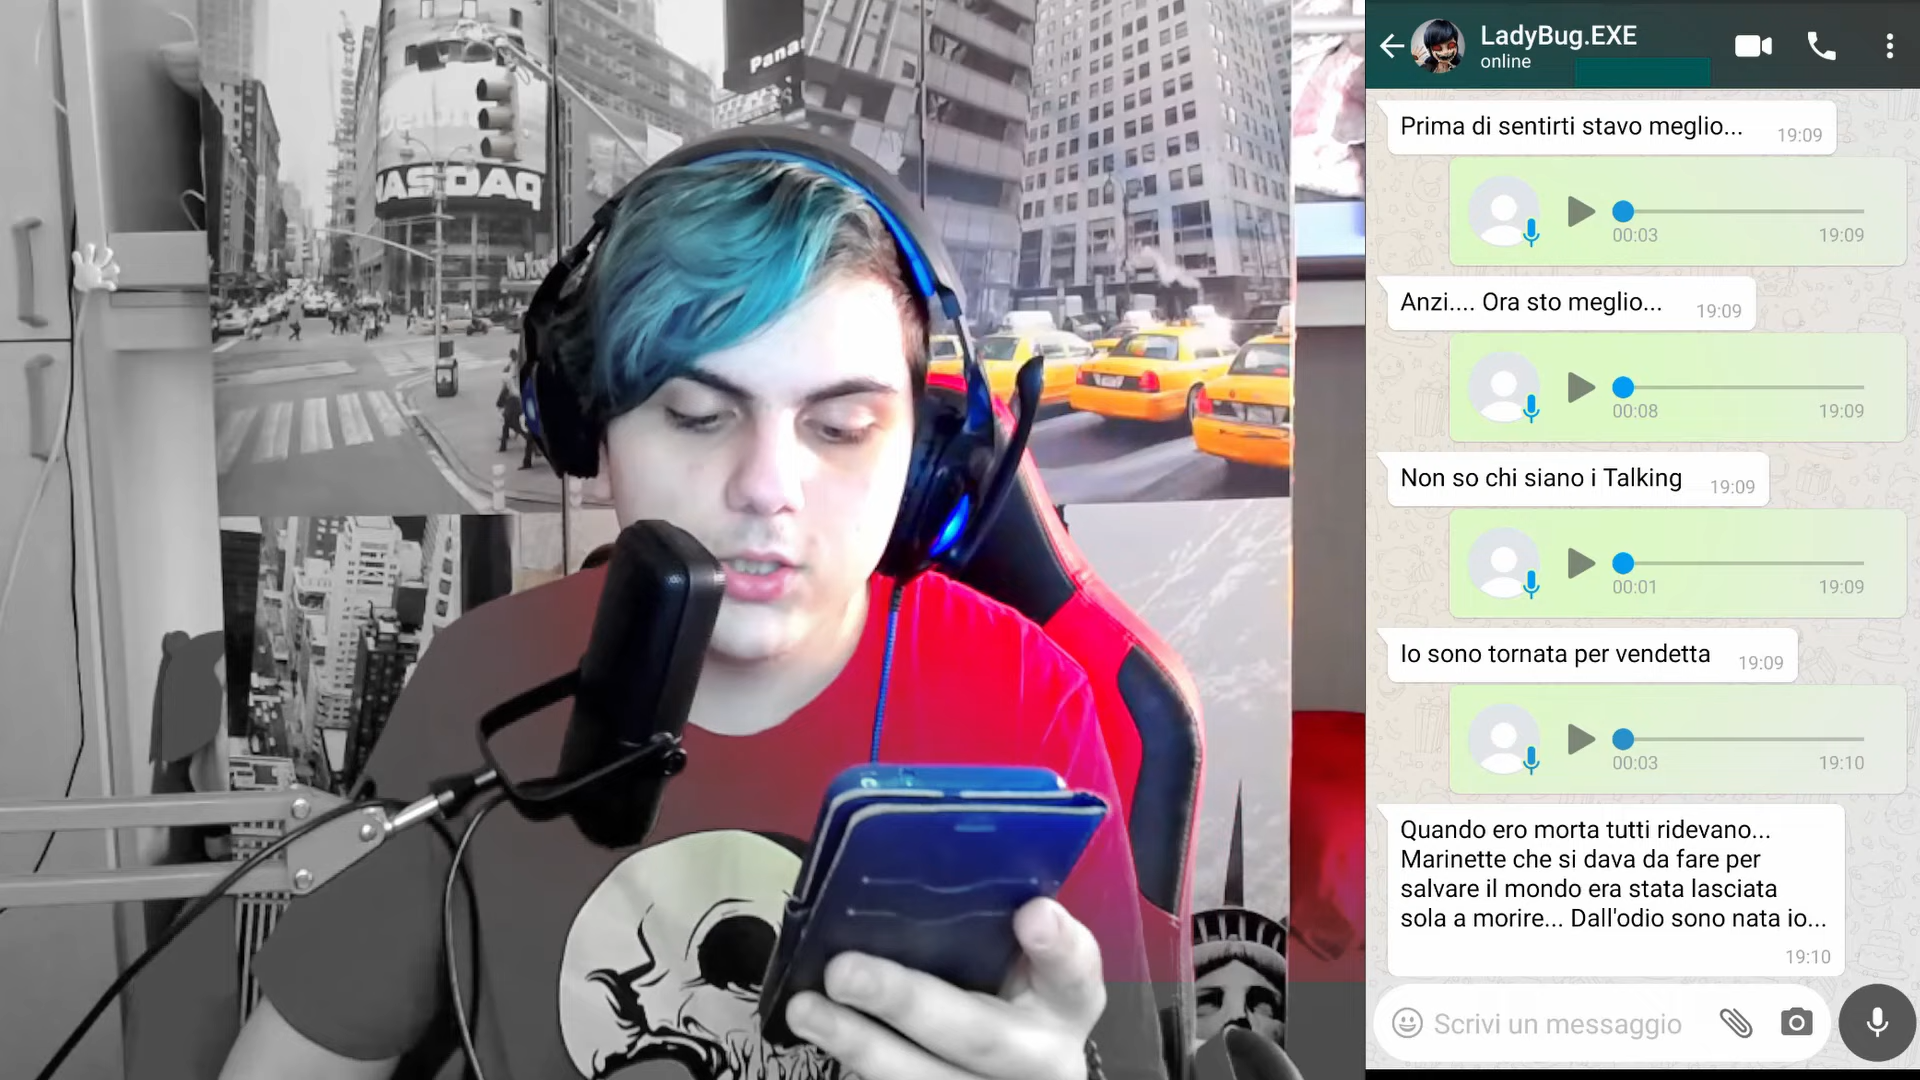 Pana
NASDAQ
LadyBug.EXE
online
Prima di sentirti stavo meglio... 19:09
00:03 19:09
Anzi.... Ora sto meglio... 19:09
00:08 19:09
Non so chi siano i Talking 19:09
00:01 19:09
Io sono tornata per vendetta 19:09
00:03 19:10
Quando ero morta tutti ridevano...
Marinette che si dava da fare per
salvare il mondo era stata lasciata
sola a morire... Dall'odio sono nata io...
19:10
Scrivi un messaggio